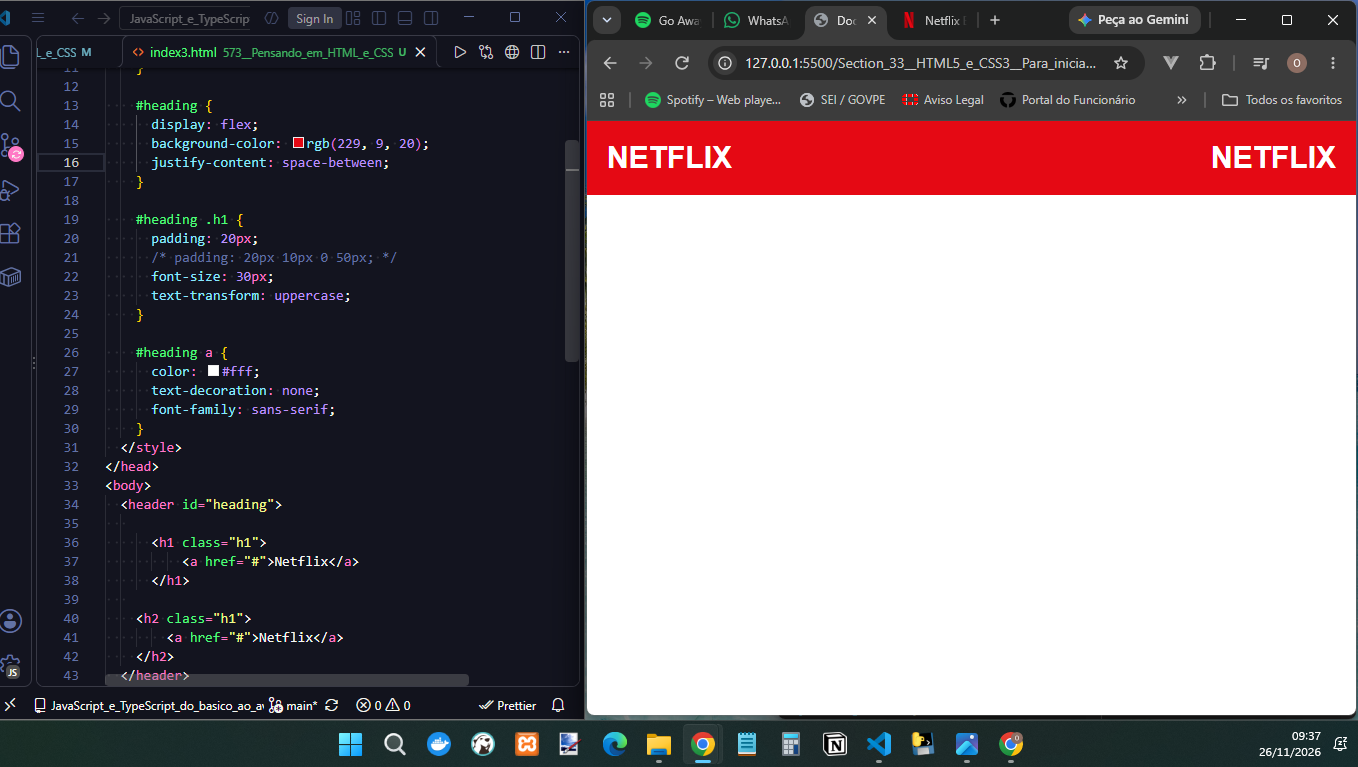 JavaScript_e_TypeScrip
Sign In
L_e_CSS M
<> index3.html 573__Pensando_em_HTML_e_CSS U
11 }
12
13 #heading {
14 display: flex;
15 background-color: rgb(229, 9, 20);
16 justify-content: space-between;
17 }
18
19 #heading .h1 {
20 padding: 20px;
21 /* padding: 20px 10px 0 50px; */
22 font-size: 30px;
23 text-transform: uppercase;
24 }
25
26 #heading a {
27 color: #fff;
28 text-decoration: none;
29 font-family: sans-serif;
30 }
31 </style>
32 </head>
33 <body>
34 <header id="heading">
35
36 <h1 class="h1">
37 <a href="#">Netflix</a>
38 </h1>
39
40 <h2 class="h1">
41 <a href="#">Netflix</a>
42 </h2>
43 </header>
JS
JavaScript_e_TypeScript_do_basico_ao_av main* 0 0 Prettier
Go Awa
WhatsA
Doc
Netflix
Peça ao Gemini
127.0.0.1:5500/Section_33__HTML5_e_CSS3__Para_inicia...
O
Spotify – Web playe...
SEI / GOVPE
Aviso Legal
Portal do Funcionário
»
Todos os favoritos
NETFLIX NETFLIX
09:37
26/11/2026